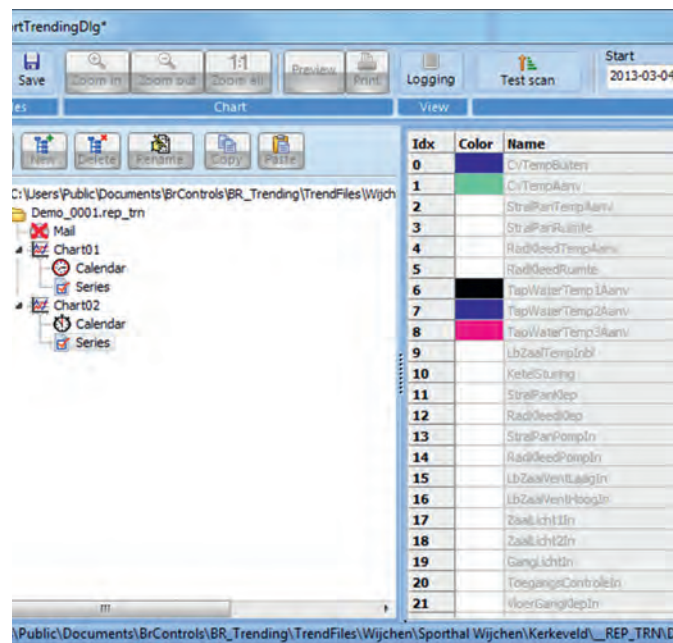 ortTrendingDlg*
Save
Zoom in
Zoom out
1:1
Zoom all
Preview
Print
Logging
Test scan
Start
2013-03-04
es
Chart
View
New
Delete
Rename
Copy
Paste
C:\Users\Public\Documents\BrControls\BR_Trending\TrendFiles\Wijch
Demo_0001.rep_trn
Mail
Chart01
Calendar
Series
Chart02
Calendar
Series
Idx Color Name
0 CvTempBuiten
1 CvTempAanv
2 StralPanTempAanv
3 StralPanRuimte
4 RadKleedTempAanv
5 RadKleedRuimte
6 TapWaterTemp1Aanv
7 TapWaterTemp2Aanv
8 TapWaterTemp3Aanv
9 LbZaalTempInbl
10 KetelSturing
11 StralPanKlep
12 RadKleedKlep
13 StralPanPompIn
14 RadKleedPompIn
15 LbZaalVentLaagIn
16 LbZaalVentHoogIn
17 ZaalLicht1In
18 ZaalLicht2In
19 GangLichtIn
20 ToegangsControleIn
21 VloerGangKlepIn
\Public\Documents\BrControls\BR_Trending\TrendFiles\Wijchen\Sporthal Wijchen\Kerkeveld\__REP_TRN\D